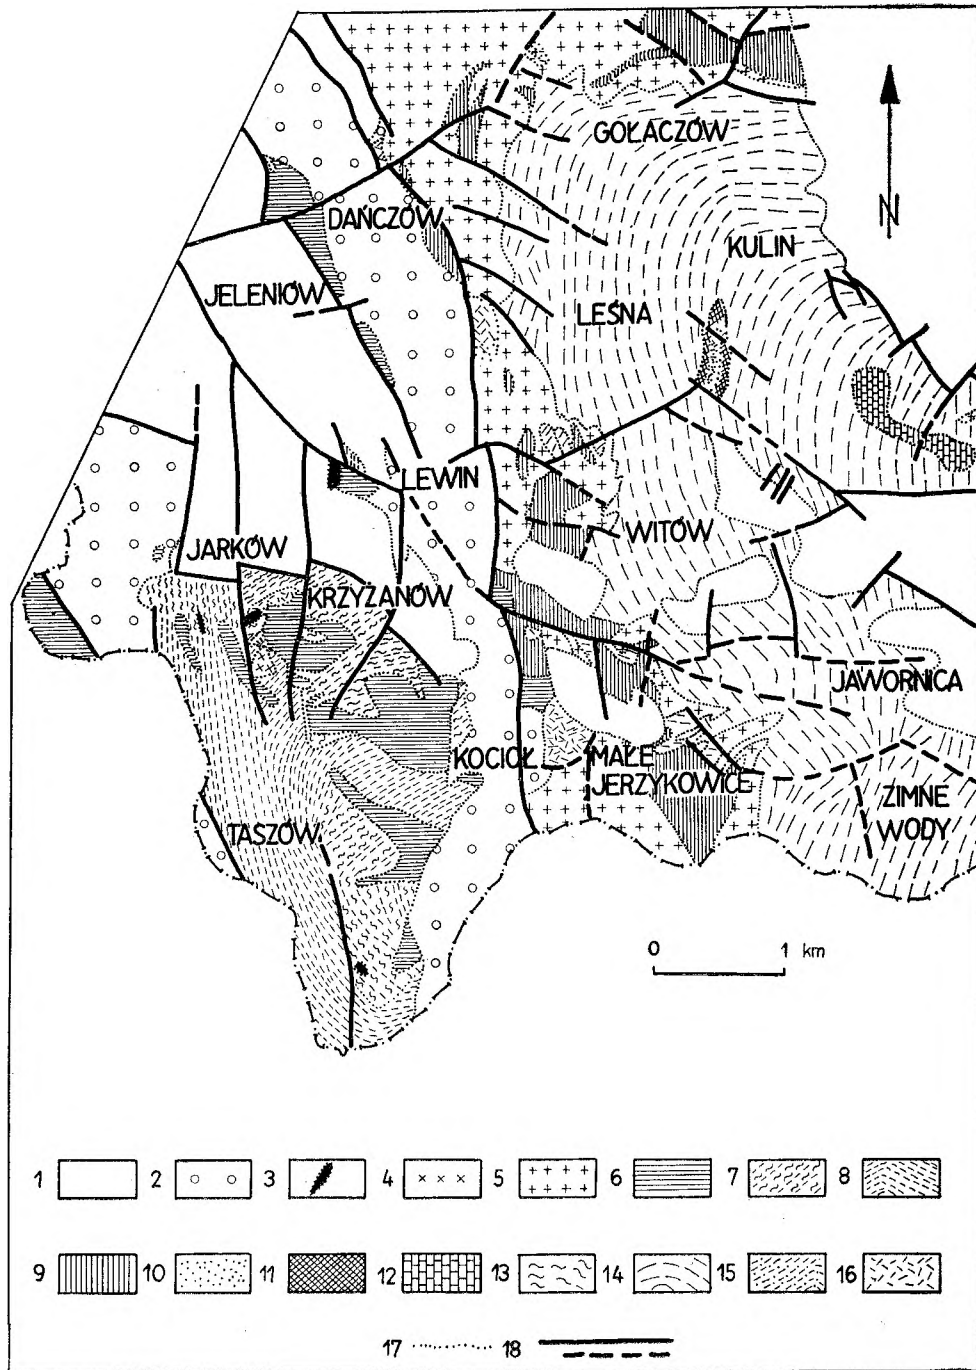 GOŁACZÓW
DAŃCZÓW
N
KULIN
JELENIÓW
LEŚNA
LEWIN
WITÓW
JARKÓW
KRZYŻANÓW
JAWORNICA
KOCIOŁ
MAŁE
JERZYKOWICE
ZIMNE
WODY
TASZÓW
0 1 km
1 2 3 4 5 6 7 8
9 10 11 12 13 14 15 16
17 18